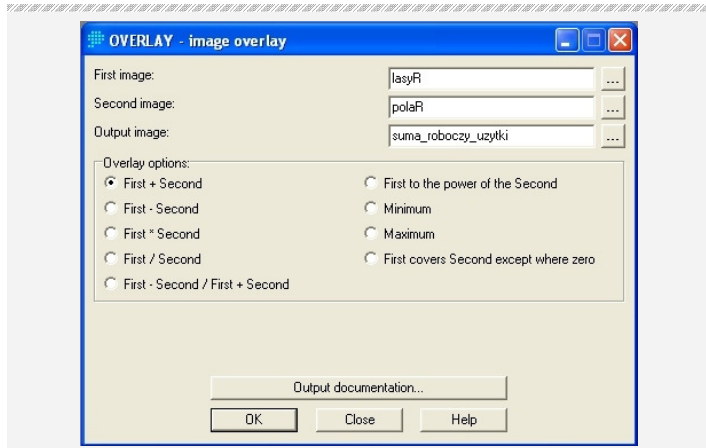 OVERLAY - image overlay
First image:
lasyR
...
Second image:
polaR
...
Output image:
suma_roboczy_uzytki
...
Overlay options:
First + Second
First - Second
First * Second
First / Second
First - Second / First + Second
First to the power of the Second
Minimum
Maximum
First covers Second except where zero
Output documentation...
OK
Close
Help